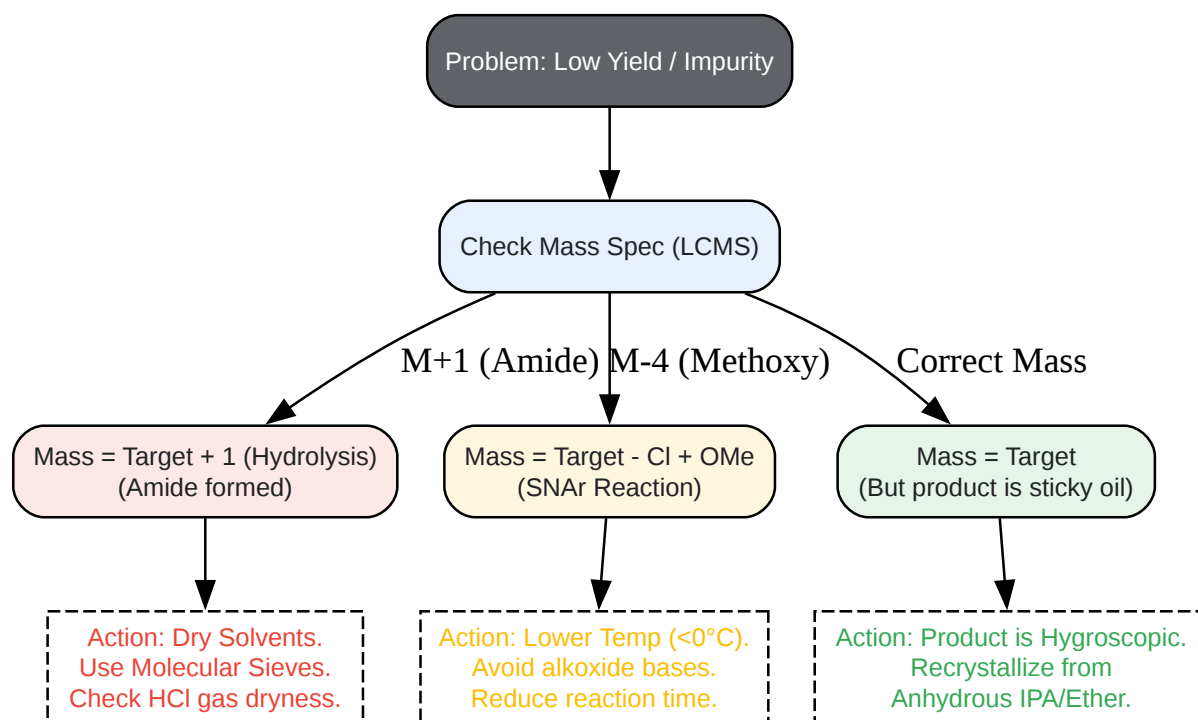 Problem: Low Yield / Impurity
Check Mass Spec (LCMS)
M+1 (Amide)
M-4 (Methoxy)
Correct Mass
Mass = Target + 1 (Hydrolysis)
(Amide formed)
Mass = Target - Cl + OMe
(SNAr Reaction)
Mass = Target
(But product is sticky oil)
Action: Dry Solvents.
Use Molecular Sieves.
Check HCl gas dryness.
Action: Lower Temp (<0°C).
Avoid alkoxide bases.
Reduce reaction time.
Action: Product is Hygroscopic.
Recrystallize from
Anhydrous IPA/Ether.